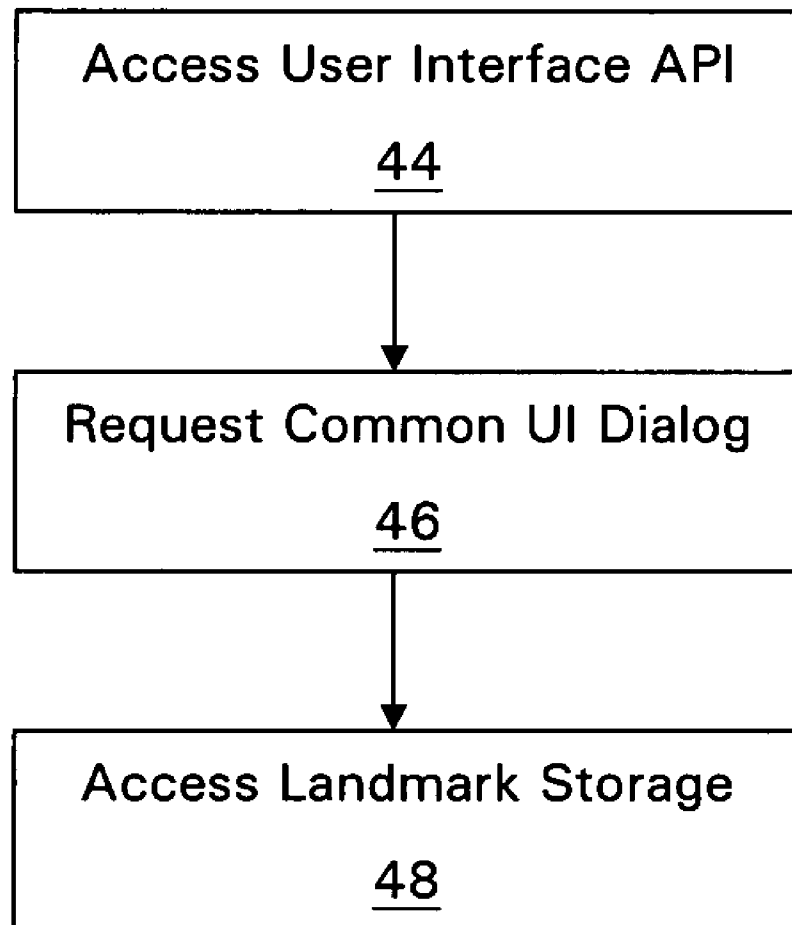 Access User Interface API
44
Request Common UI Dialog
46
Access Landmark Storage
48